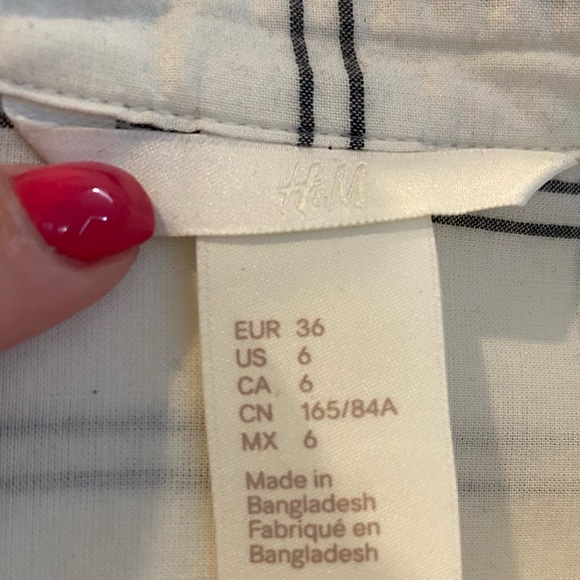 H&M
EUR 36
US 6
CA 6
CN 165/84A
MX 6
Made in
Bangladesh
Fabriqué en
Bangladesh